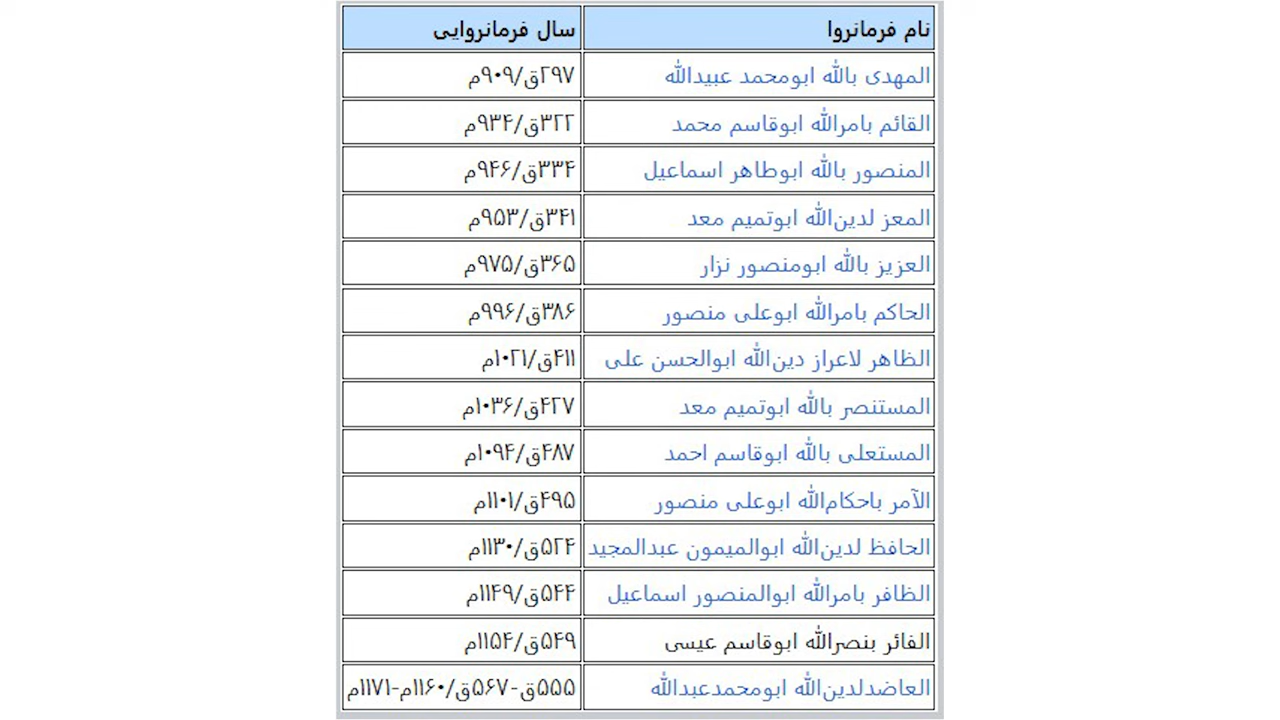 نام فرمانروا سال فرمانروایی
المهدی بالله ابومحمد عبیدالله ۲۹۷ق/۹۰۹م
القائم بامرالله ابوقاسم محمد ۳۲۲ق/۹۳۴م
المنصور بالله ابوطاهر اسماعیل ۳۳۴ق/۹۴۶م
المعز لدین‌الله ابوتمیم معد ۳۴۱ق/۹۵۳م
العزیز بالله ابومنصور نزار ۳۶۵ق/۹۷۵م
الحاکم بامرالله ابوعلی منصور ۳۸۶ق/۹۹۶م
الظاهر لاعراز دین‌الله ابوالحسن علی ۴۱۱ق/۱۰۲۱م
المستنصر بالله ابوتمیم معد ۴۲۷ق/۱۰۳۶م
المستعلی بالله ابوقاسم احمد ۴۸۷ق/۱۰۹۴م
الآمر باحکام‌الله ابوعلی منصور ۴۹۵ق/۱۱۰۱م
الحافظ لدین‌الله ابوالمیمون عبدالمجید ۵۲۴ق/۱۱۳۰م
الظافر بامرالله ابوالمنصور اسماعیل ۵۴۴ق/۱۱۴۹م
الفائر بنصرالله ابوقاسم عیسی ۵۴۹ق/۱۱۵۴م
العاضدلدین‌الله ابومحمدعبدالله ۵۵۵ق-۵۶۷ق/۱۱۶۰م-۱۱۷۱م